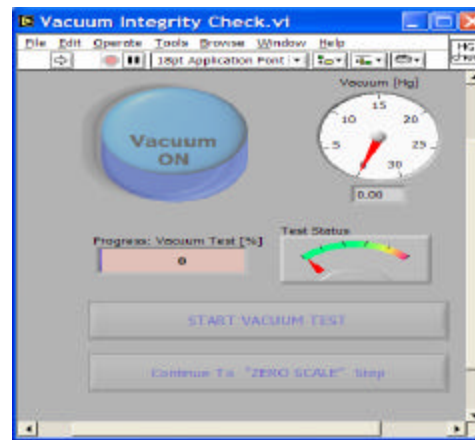 Vacuum Integrity Check.vi
File Edit Operate Tools Browse Window Help
18pt Application Font
Vacuum [Hg]
15
10 20
5 25
30
0.00
Vacuum
ON
Test Status
Progress: Vacuum Test [%]
0
START VACUUM TEST
Continue To "ZERO SCALE" Step